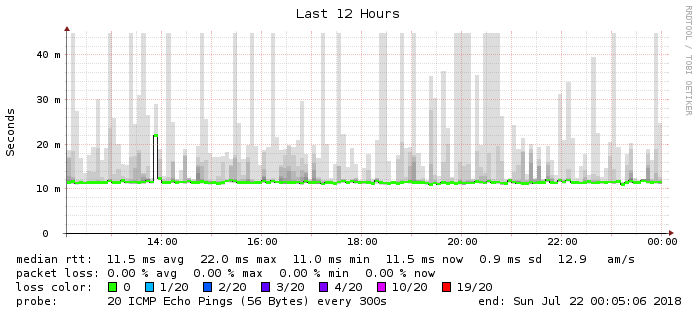 Last 12 Hours
RRDTOOL / TOBI OETIKER
Seconds
40 m
30 m
20 m
10 m
0
14:00 16:00 18:00 20:00 22:00 00:00
median rtt: 11.5 ms avg 22.0 ms max 11.0 ms min 11.5 ms now 0.9 ms sd 12.9 am/s
packet loss: 0.00 % avg 0.00 % max 0.00 % min 0.00 % now
loss color: 0 1/20 2/20 3/20 4/20 10/20 19/20
probe: 20 ICMP Echo Pings (56 Bytes) every 300s end: Sun Jul 22 00:05:06 2018